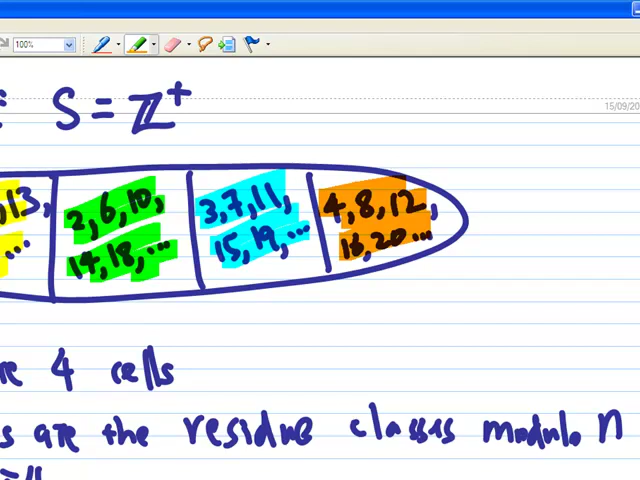 100%
S = ℤ⁺
15/09/20
13, 2, 6, 10, 3, 7, 11, 4, 8, 12,
... 14, 18, ... 15, 19, ... 16, 20 ...
4 cells
are the residue classes modulo n